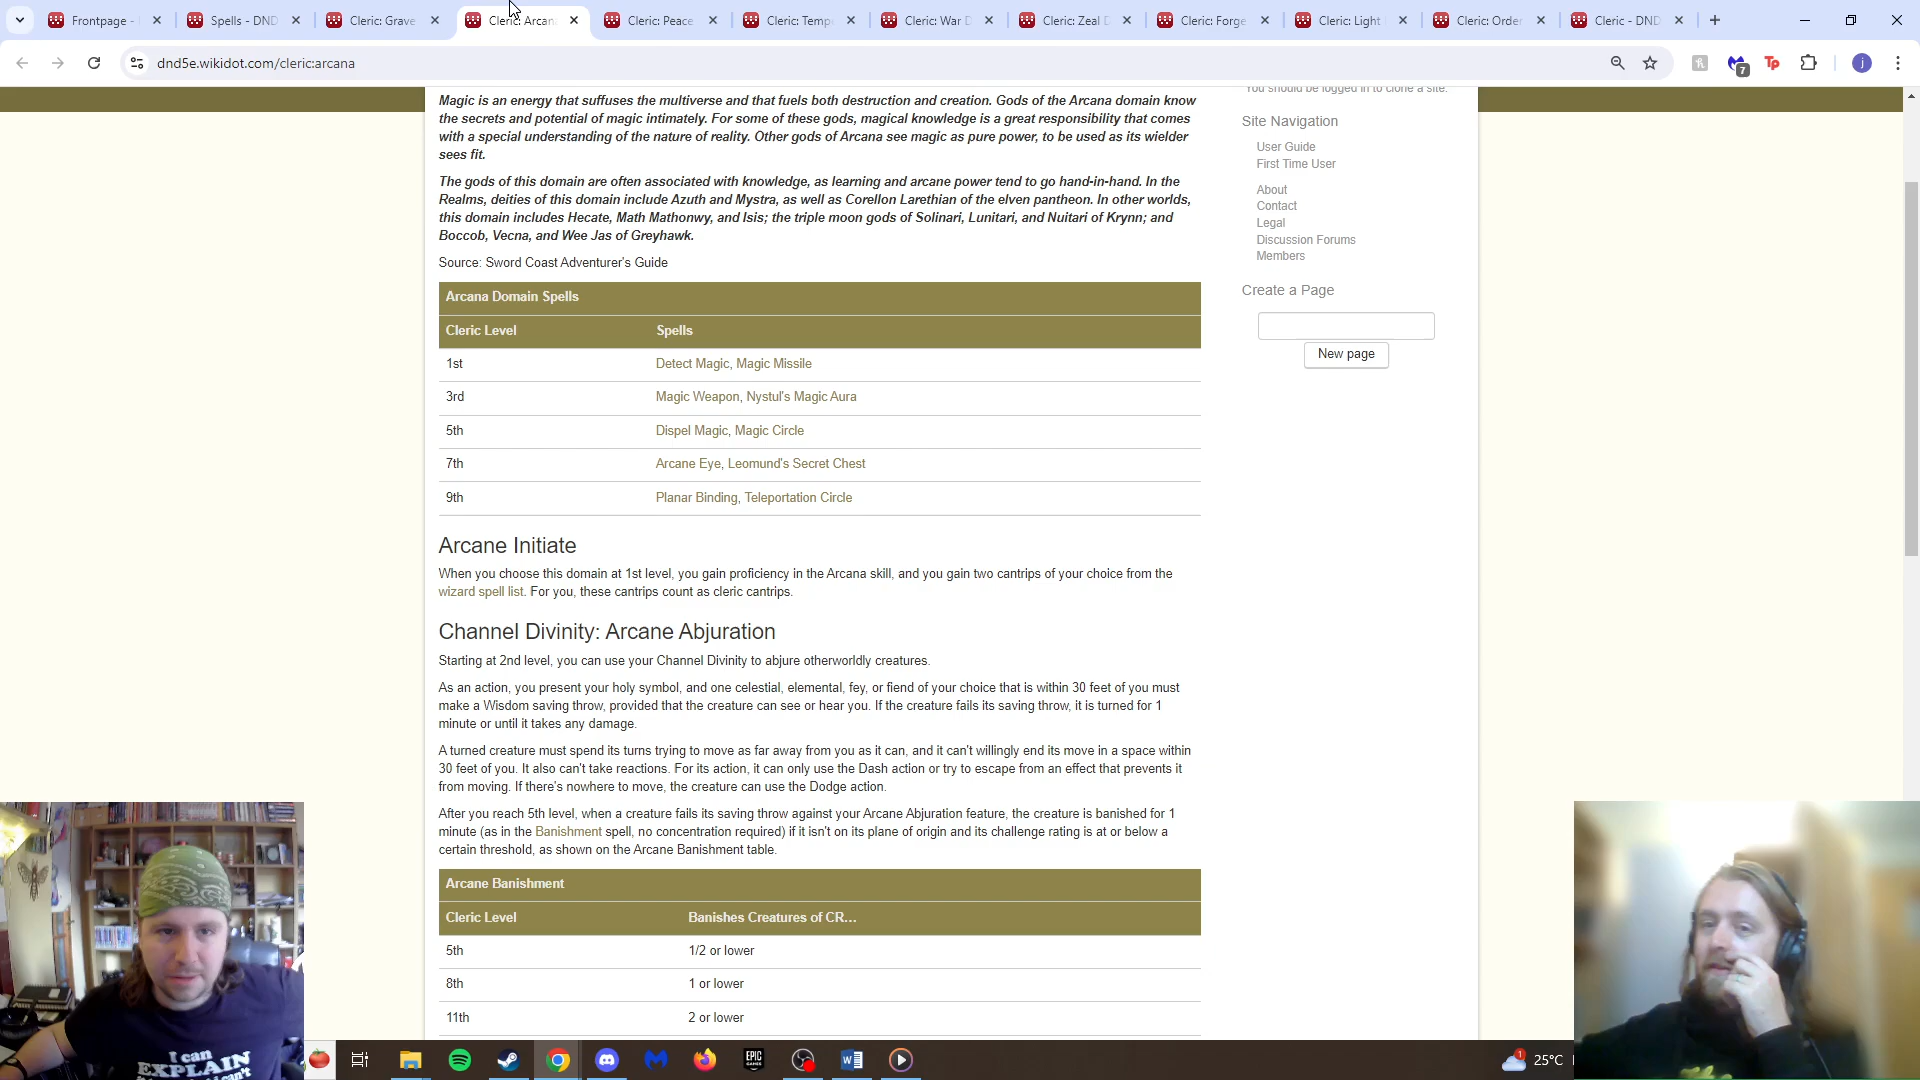 Frontpage -
Spells - DND
Cleric: Grave
Cleric: Arcan
Cleric: Peace
Cleric: Temp
Cleric: War D
Cleric: Zeal D
Cleric: Forge
Cleric: Light
Cleric: Order
Cleric - DND
dnd5e.wikidot.com/cleric:arcana
7
Tp
j
You should be logged in to clone a site.
Magic is an energy that suffuses the multiverse and that fuels both destruction and creation. Gods of the Arcana domain know
the secrets and potential of magic intimately. For some of these gods, magical knowledge is a great responsibility that comes
with a special understanding of the nature of reality. Other gods of Arcana see magic as pure power, to be used as its wielder
sees fit.
The gods of this domain are often associated with knowledge, as learning and arcane power tend to go hand-in-hand. In the
Realms, deities of this domain include Azuth and Mystra, as well as Corellon Larethian of the elven pantheon. In other worlds,
this domain includes Hecate, Math Mathonwy, and Isis; the triple moon gods of Solinari, Lunitari, and Nuitari of Krynn; and
Boccob, Vecna, and Wee Jas of Greyhawk.
Source: Sword Coast Adventurer's Guide
Arcana Domain Spells
Cleric Level Spells
1st Detect Magic, Magic Missile
3rd Magic Weapon, Nystul's Magic Aura
5th Dispel Magic, Magic Circle
7th Arcane Eye, Leomund's Secret Chest
9th Planar Binding, Teleportation Circle
Arcane Initiate
When you choose this domain at 1st level, you gain proficiency in the Arcana skill, and you gain two cantrips of your choice from the
wizard spell list. For you, these cantrips count as cleric cantrips.
Channel Divinity: Arcane Abjuration
Starting at 2nd level, you can use your Channel Divinity to abjure otherworldly creatures.
As an action, you present your holy symbol, and one celestial, elemental, fey, or fiend of your choice that is within 30 feet of you must
make a Wisdom saving throw, provided that the creature can see or hear you. If the creature fails its saving throw, it is turned for 1
minute or until it takes any damage.
A turned creature must spend its turns trying to move as far away from you as it can, and it can't willingly end its move in a space within
30 feet of you. It also can't take reactions. For its action, it can only use the Dash action or try to escape from an effect that prevents it
from moving. If there's nowhere to move, the creature can use the Dodge action.
After you reach 5th level, when a creature fails its saving throw against your Arcane Abjuration feature, the creature is banished for 1
minute (as in the Banishment spell, no concentration required) if it isn't on its plane of origin and its challenge rating is at or below a
certain threshold, as shown on the Arcane Banishment table.
Arcane Banishment
Cleric Level Banishes Creatures of CR...
5th 1/2 or lower
8th 1 or lower
11th 2 or lower
Site Navigation
User Guide
First Time User
About
Contact
Legal
Discussion Forums
Members
Create a Page
New page
I can
EXPLAIN
EPIC
GAMES
W
1
25°C